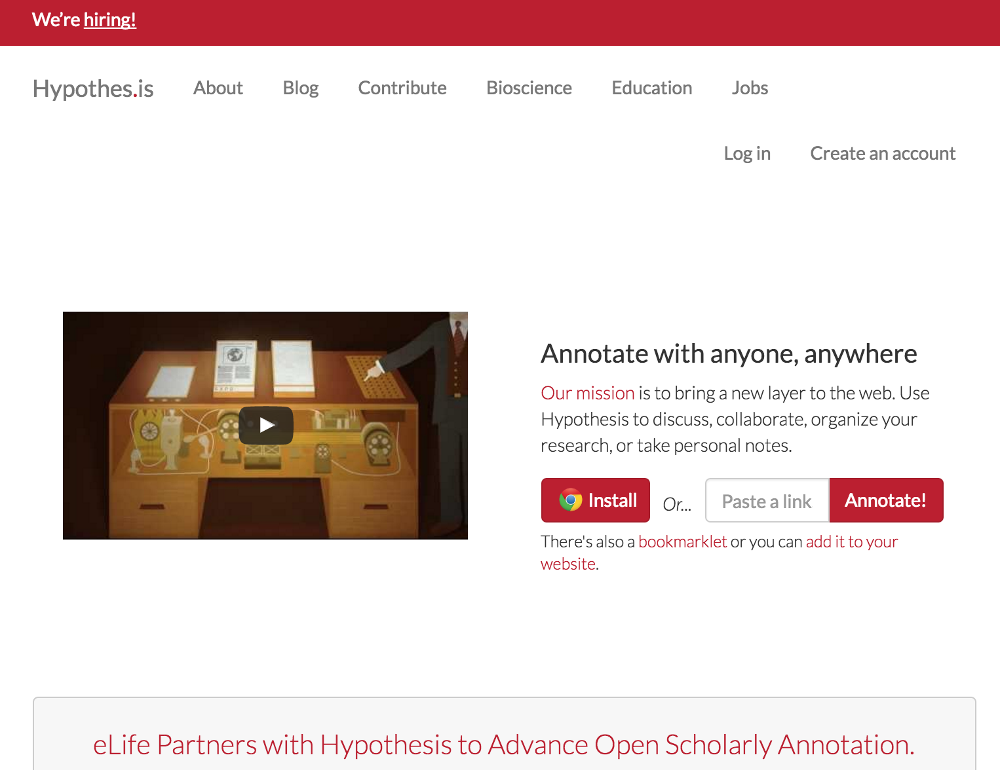 We’re hiring!
Hypothes.is About Blog Contribute Bioscience Education Jobs
Log in Create an account
Annotate with anyone, anywhere
Our mission is to bring a new layer to the web. Use
Hypothesis to discuss, collaborate, organize your
research, or take personal notes.
Install Or... Paste a link Annotate!
There's also a bookmarklet or you can add it to your
website.
eLife Partners with Hypothesis to Advance Open Scholarly Annotation.